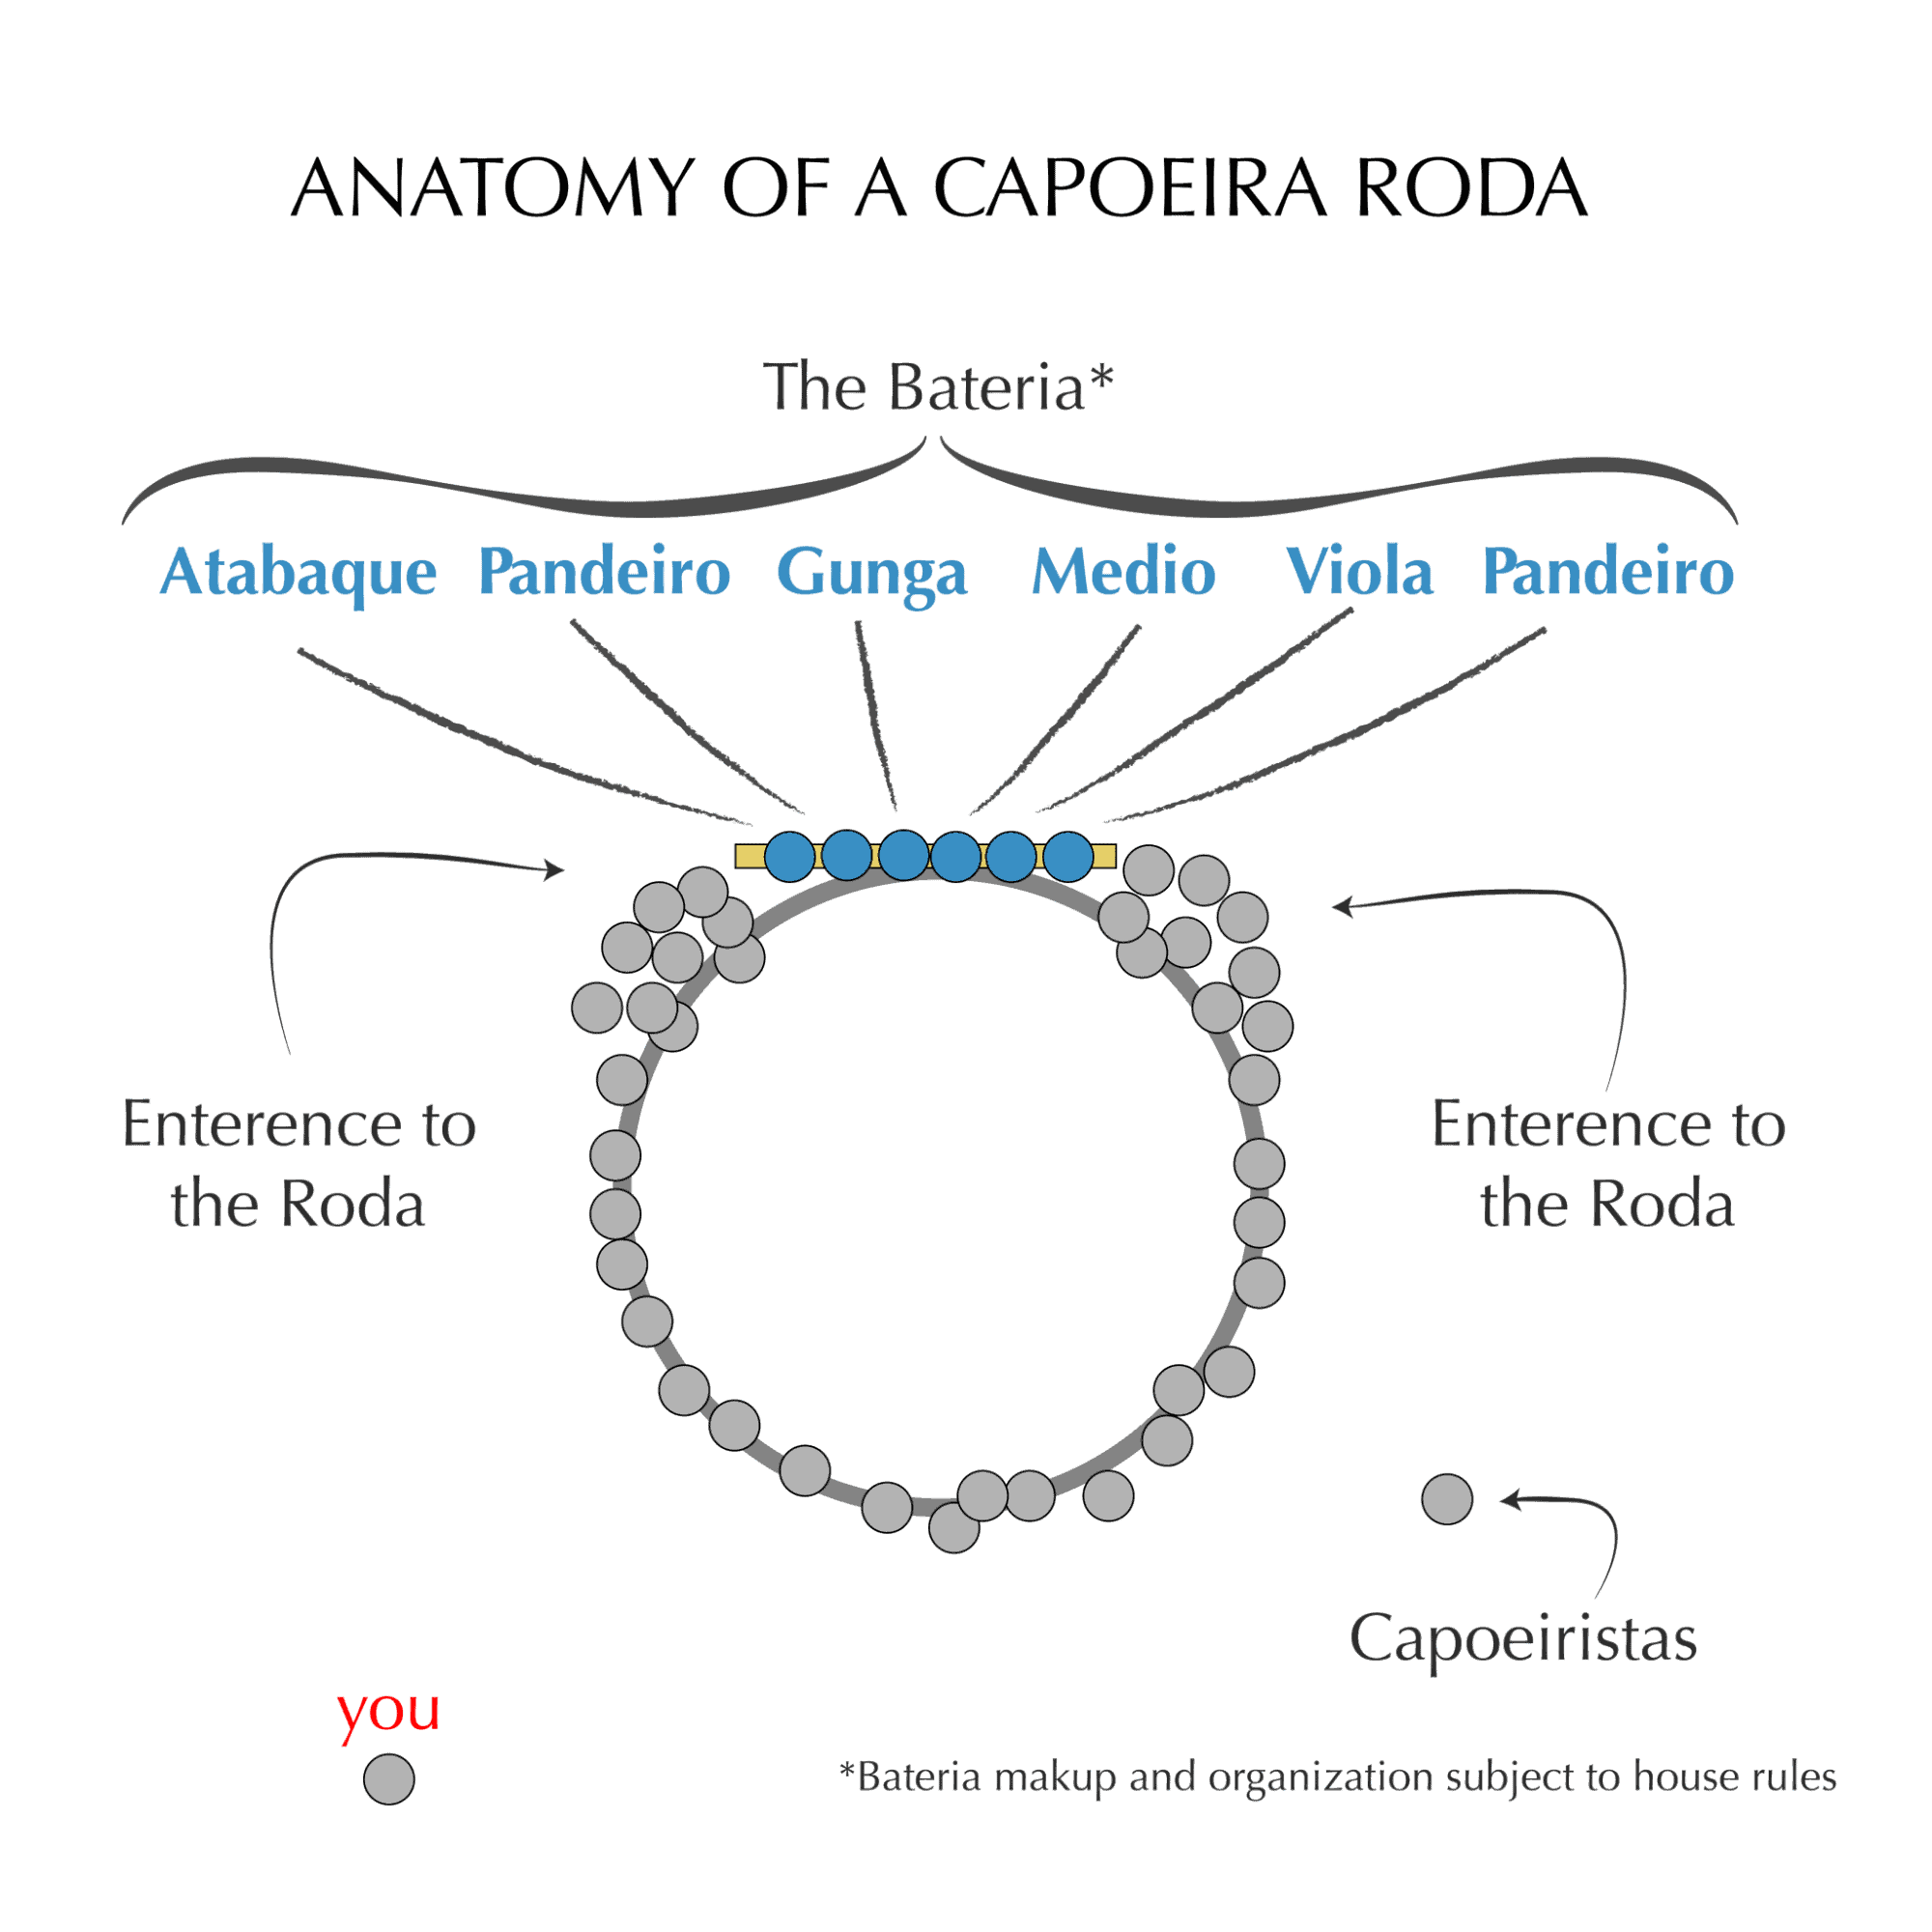 ANATOMY OF A CAPOEIRA RODA
The Bateria*
Atabaque Pandeiro Gunga Medio Viola Pandeiro
Enterence to
the Roda
Enterence to
the Roda
Capoeiristas
you
*Bateria makup and organization subject to house rules